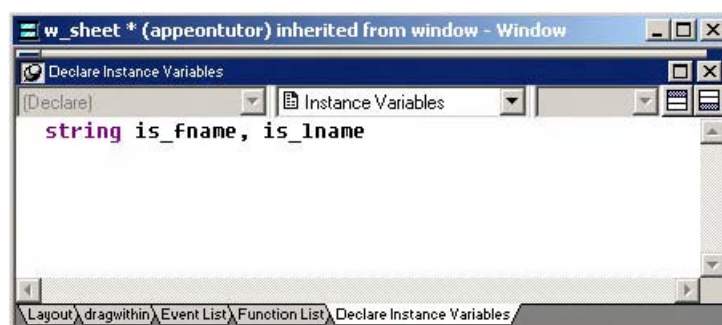 w_sheet * (appeontutor) inherited from window - Window
Declare Instance Variables
(Declare) Instance Variables
string is_fname, is_lname
Layout dragwithin Event List Function List Declare Instance Variables